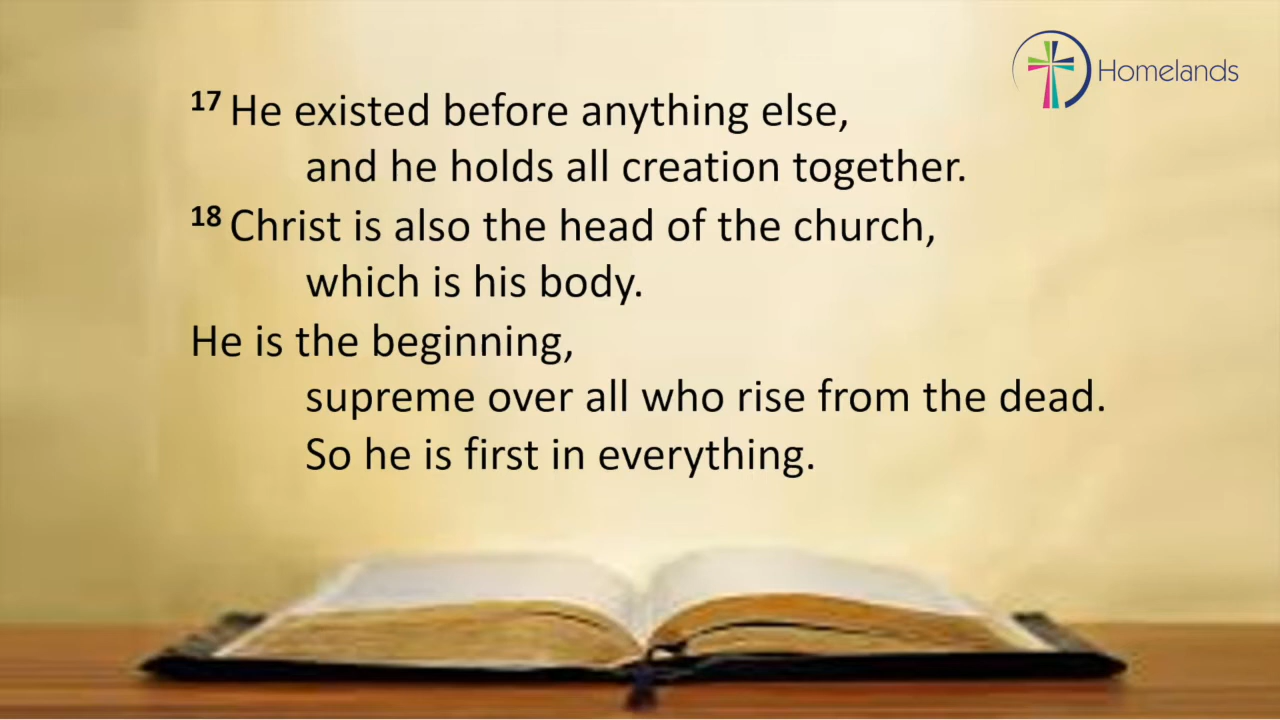 Homelands
17 He existed before anything else,
and he holds all creation together.
18 Christ is also the head of the church,
which is his body.
He is the beginning,
supreme over all who rise from the dead.
So he is first in everything.